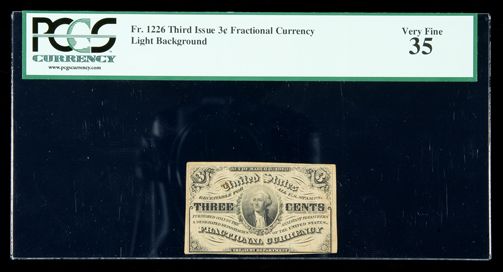 PCGS
CURRENCY
www.pcgscurrency.com
Fr. 1226 Third Issue 3¢ Fractional Currency
Light Background
Very Fine
35
United States
THREE CENTS
FRACTIONAL CURRENCY